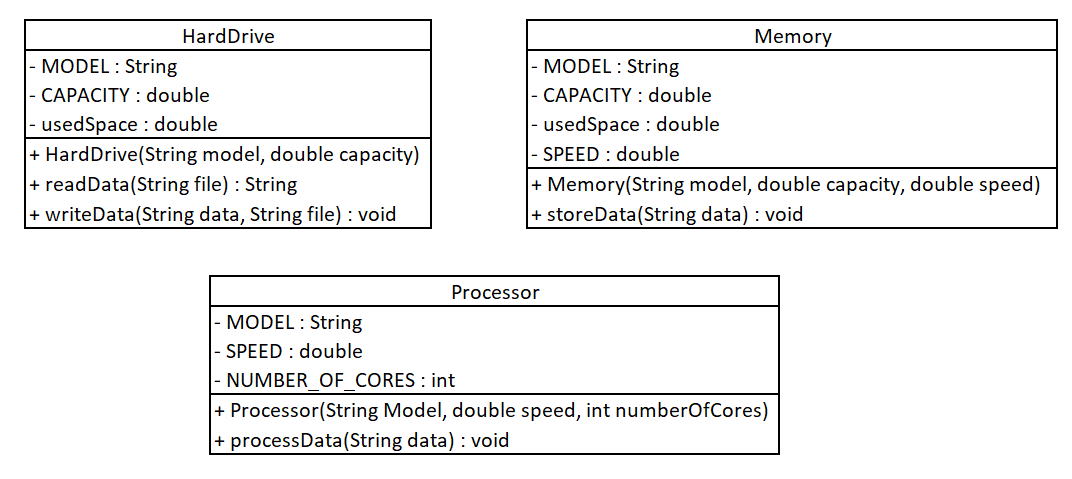 HardDrive
- MODEL : String
- CAPACITY : double
- usedSpace : double
+ HardDrive(String model, double capacity)
+ readData(String file) : String
+ writeData(String data, String file) : void
Memory
- MODEL : String
- CAPACITY : double
- usedSpace : double
- SPEED : double
+ Memory(String model, double capacity, double speed)
+ storeData(String data) : void
Processor
- MODEL : String
- SPEED : double
- NUMBER_OF_CORES : int
+ Processor(String Model, double speed, int numberOfCores)
+ processData(String data) : void